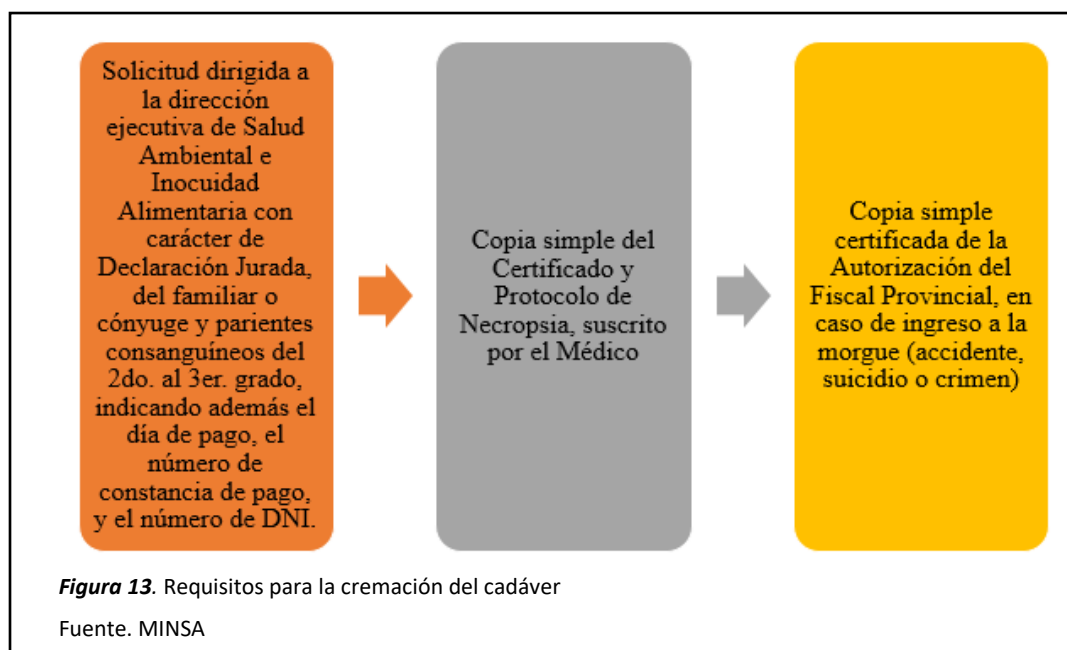 Solicitud dirigida a
la dirección
ejecutiva de Salud
Ambiental e
Inocuidad
Alimentaria con
carácter de
Declaración Jurada,
del familiar o
cónyuge y parientes
consanguíneos del
2do. al 3er. grado,
indicando además el
día de pago, el
número de
constancia de pago,
y el número de DNI.
Copia simple del
Certificado y
Protocolo de
Necropsia, suscrito
por el Médico
Copia simple
certificada de la
Autorización del
Fiscal Provincial, en
caso de ingreso a la
morgue (accidente,
suicidio o crimen)
Figura 13. Requisitos para la cremación del cadáver
Fuente. MINSA